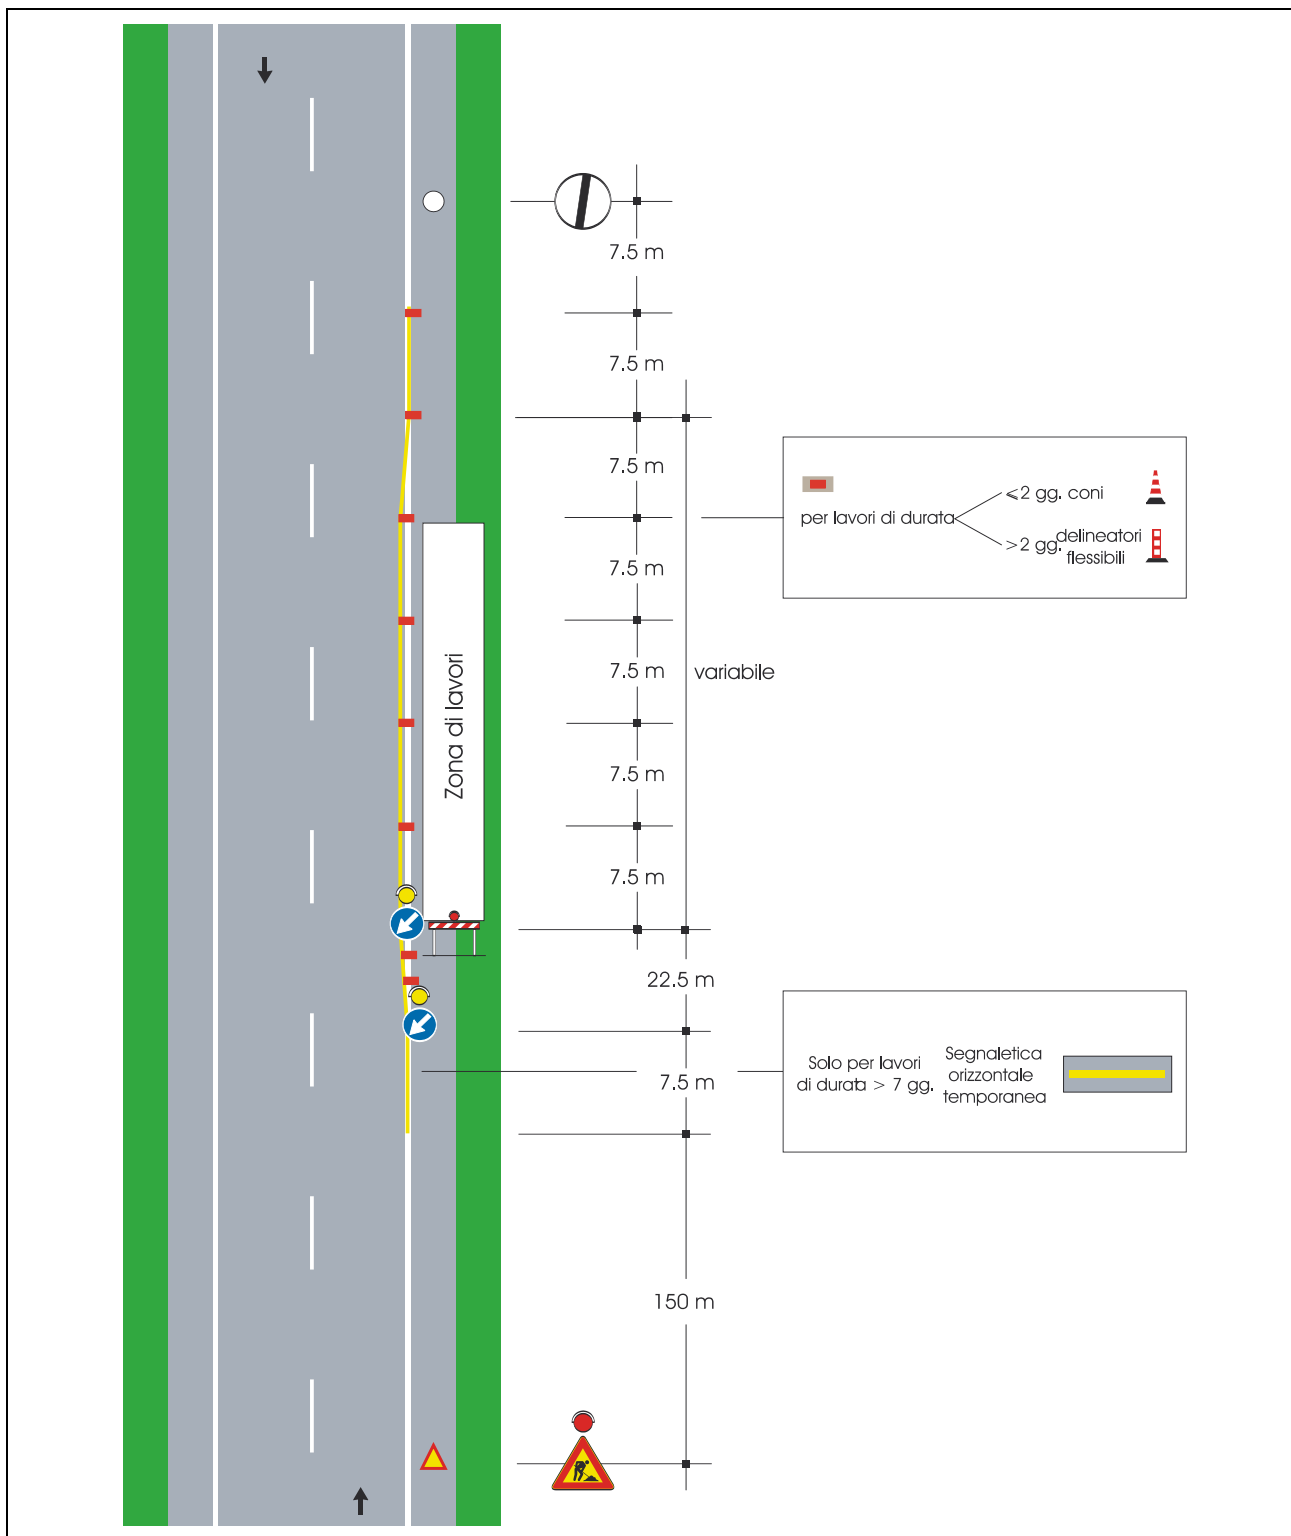 7.5 m
7.5 m
7.5 m
7.5 m
7.5 m
7.5 m
7.5 m
variabile
22.5 m
7.5 m
150 m
Zona di lavori
per lavori di durata
⩽2 gg. coni
>2 gg. delineatori
flessibili
Solo per lavori
di durata > 7 gg.
Segnaletica
orizzontale
temporanea